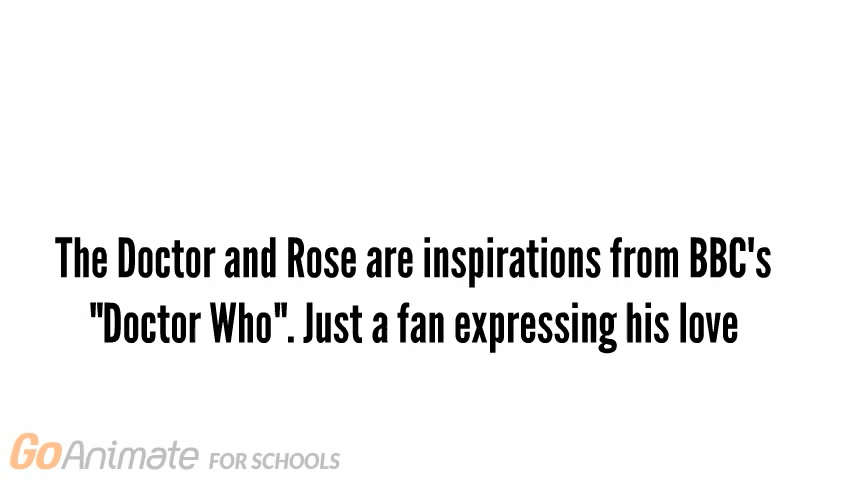 The Doctor and Rose are inspirations from BBC's
"Doctor Who". Just a fan expressing his love
GoAnimate FOR SCHOOLS